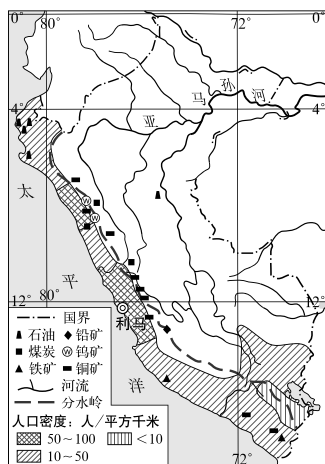 80° 72° 0°
亚 马 孙 河
4° 4°
太
平
洋
80°
12° 12°
利马
国界
石油 铅矿
煤炭 W 钨矿
铁矿 铜矿
河流
分水岭
人口密度：人/平方千米
50～100 <10
10～50
72°
W
W